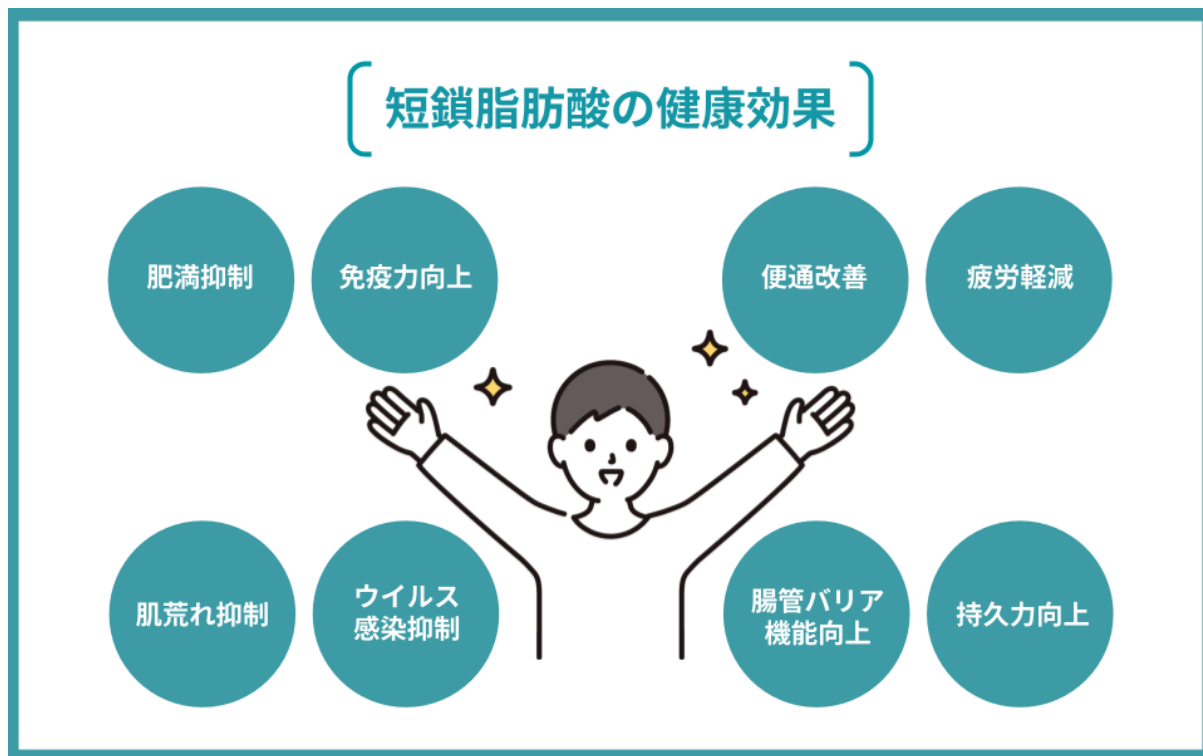 短鎖脂肪酸の健康効果
肥満抑制
免疫力向上
便通改善
疲労軽減
肌荒れ抑制
ウイルス
感染抑制
腸管バリア
機能向上
持久力向上